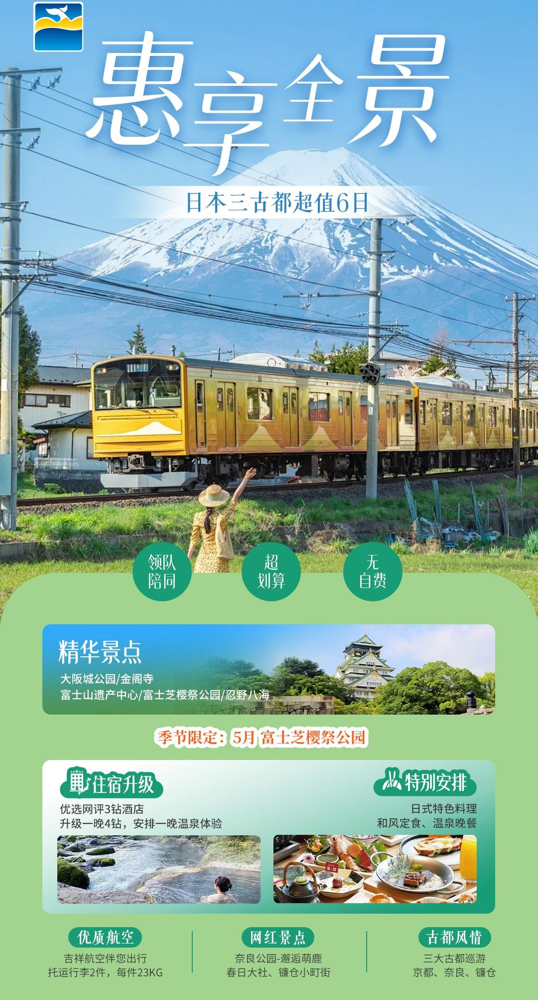 惠享全景
日本三古都超值6日
领队
陪同
超
划算
无
自费
精华景点
大阪城公园/金阁寺
富士山遗产中心/富士芝樱祭公园/忍野八海
季节限定：5月 富士芝樱祭公园
住宿升级
优选网评3钻酒店
升级一晚4钻，安排一晚温泉体验
特别安排
日式特色料理
和风定食、温泉晚餐
优质航空
吉祥航空伴您出行
托运行李2件，每件23KG
网红景点
奈良公园-邂逅萌鹿
春日大社、镰仓小町街
古都风情
三大古都巡游
京都、奈良、镰仓